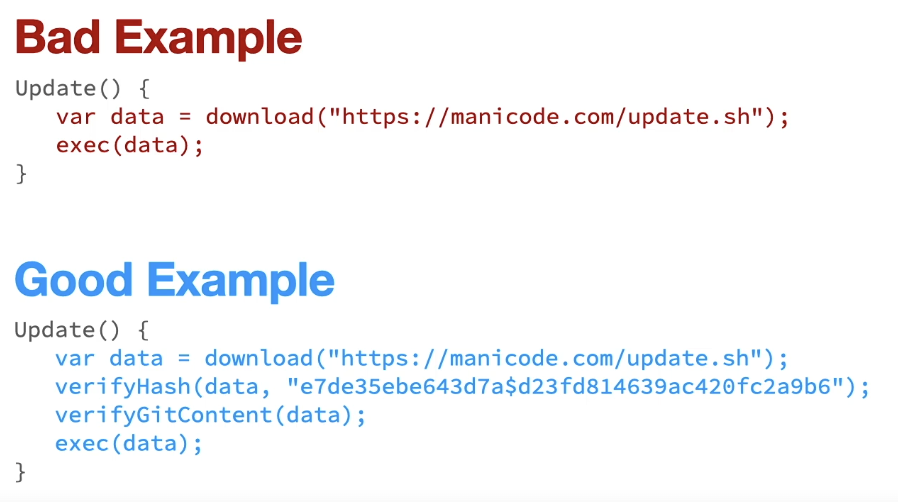 Bad Example
Update() {
var data = download("https://manicode.com/update.sh");
exec(data);
}
Good Example
Update() {
var data = download("https://manicode.com/update.sh");
verifyHash(data, "e7de35ebe643d7a$d23fd814639ac420fc2a9b6");
verifyGitContent(data);
exec(data);
}